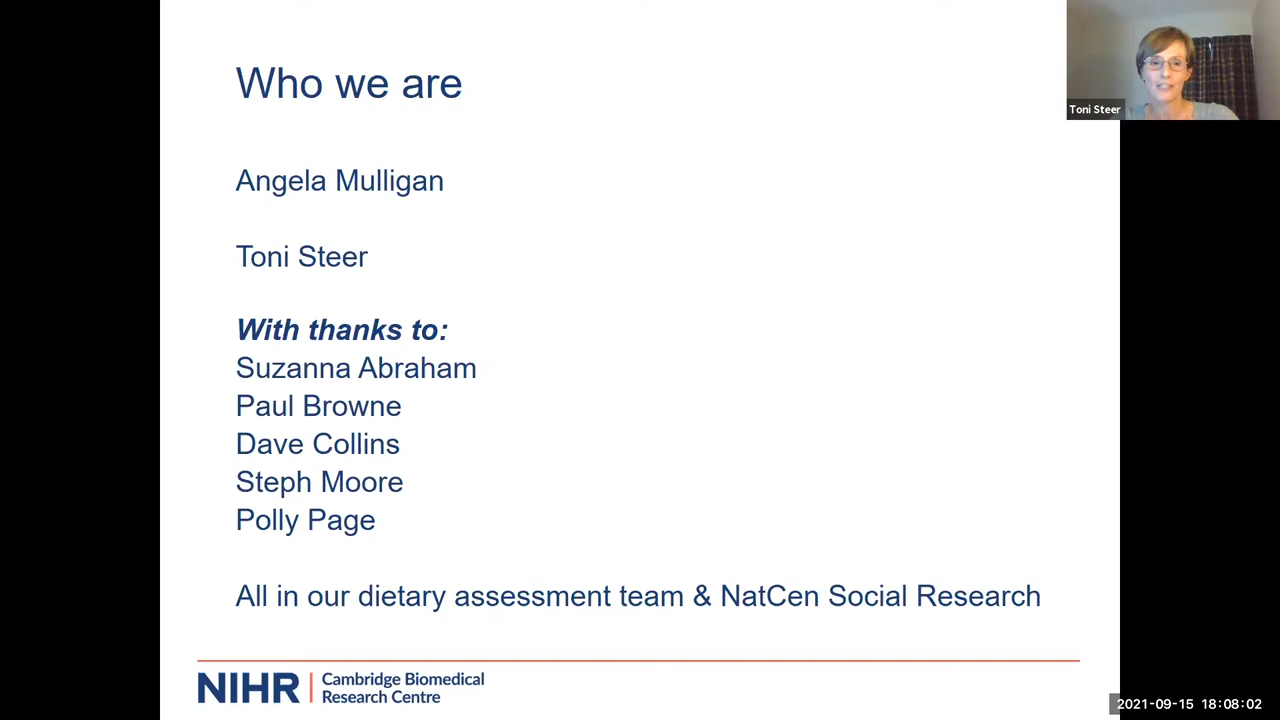 Who we are
Toni Steer
Angela Mulligan
Toni Steer
With thanks to:
Suzanna Abraham
Paul Browne
Dave Collins
Steph Moore
Polly Page
All in our dietary assessment team & NatCen Social Research
NIHR | Cambridge Biomedical
Research Centre
2021-09-15 18:08:02